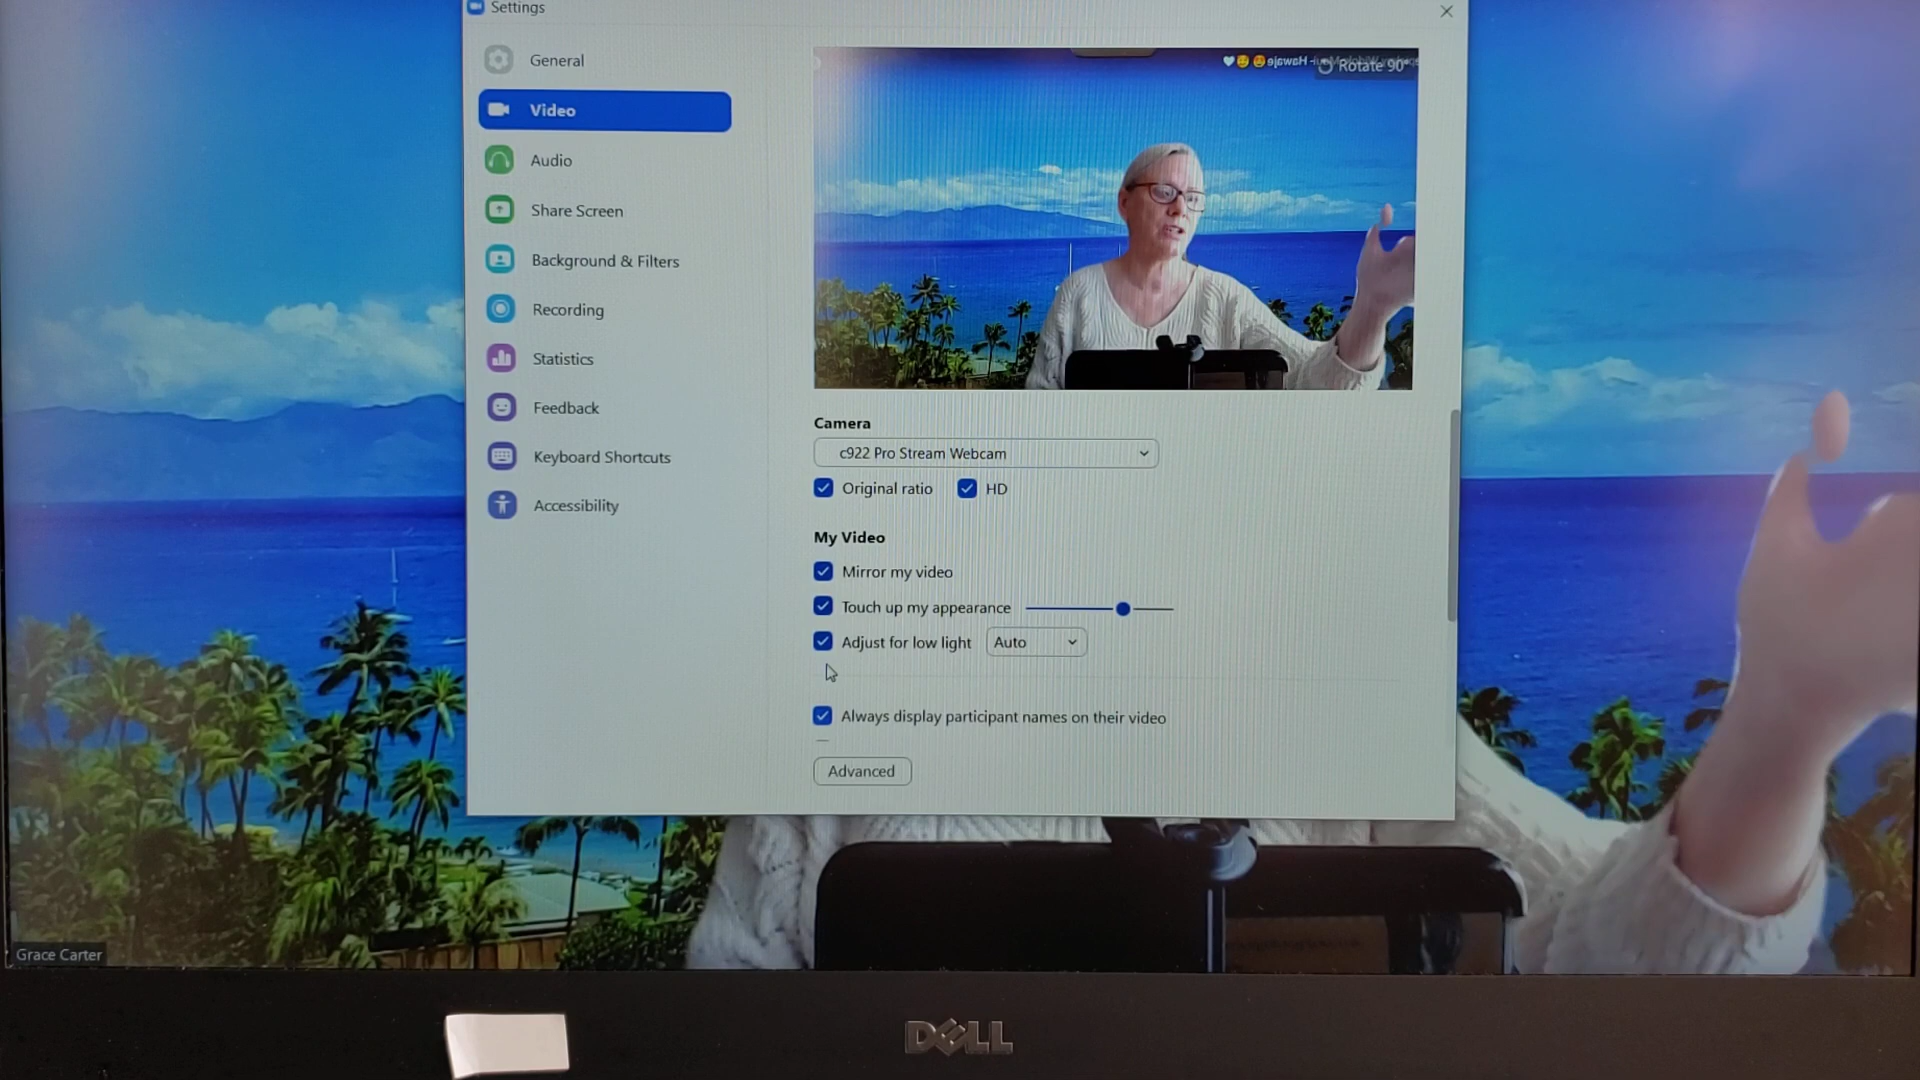 Settings
General
Video
Audio
Share Screen
Background & Filters
Recording
Statistics
Feedback
Keyboard Shortcuts
Accessibility
Rotate 90°
Camera
c922 Pro Stream Webcam
Original ratio
HD
My Video
Mirror my video
Touch up my appearance
Adjust for low light
Auto
Always display participant names on their video
Advanced
Grace Carter
DELL